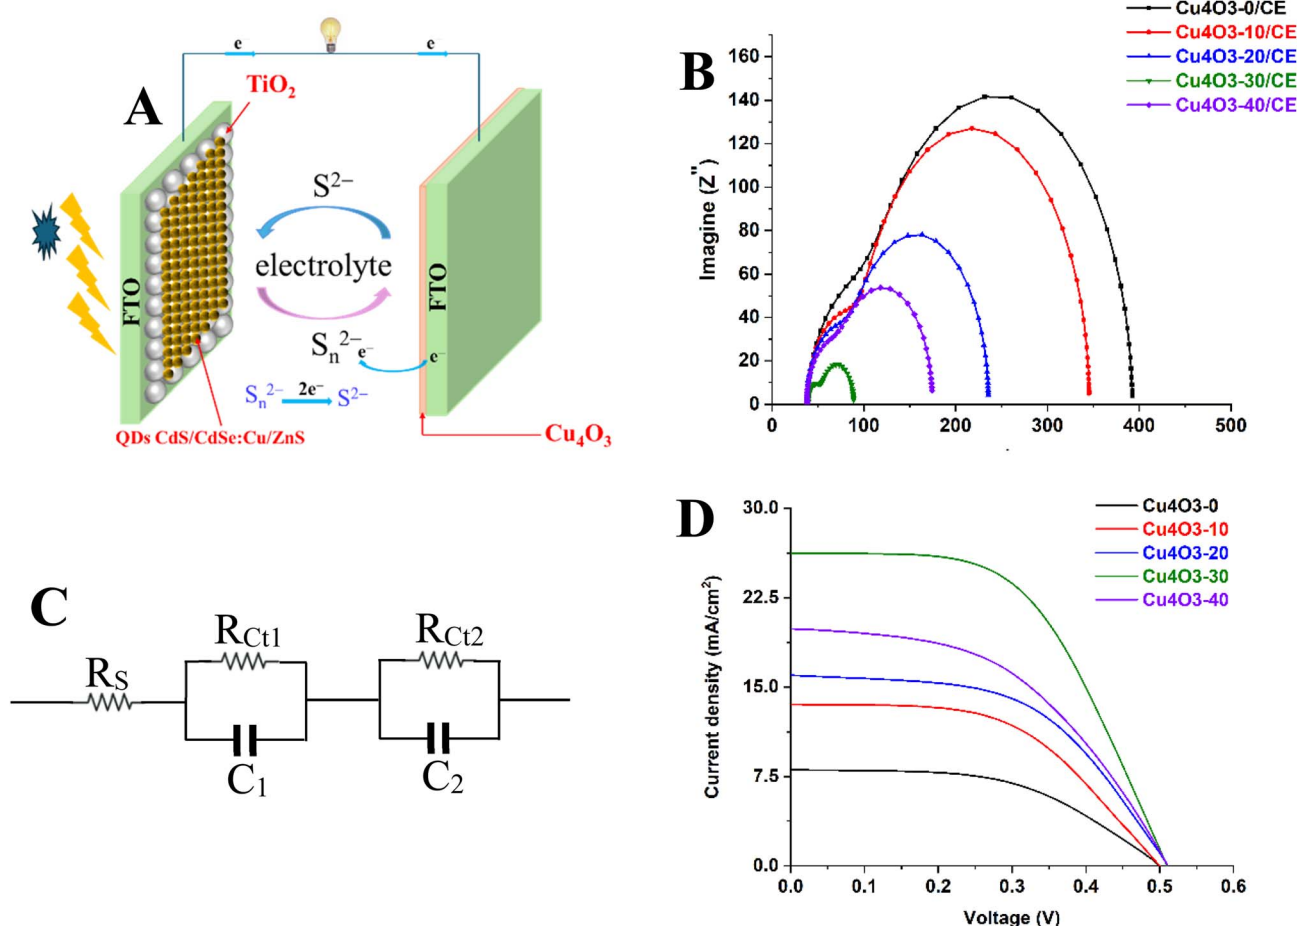 A
e
e⁻
TiO₂
S²⁻
electrolyte
Sₙ²⁻
e⁻
e⁻
Sₙ²⁻ 2e⁻ S²⁻
FTO
FTO
QDs CdS/CdSe:Cu/ZnS
Cu₄O₃
B
Cu4O3-0/CE
Cu4O3-10/CE
Cu4O3-20/CE
Cu4O3-30/CE
Cu4O3-40/CE
Imagine (Z")
160
140
120
100
80
60
40
20
0
0 100 200 300 400 500
C
R_S
R_Ct1
C₁
R_Ct2
C₂
D
Cu4O3-0
Cu4O3-10
Cu4O3-20
Cu4O3-30
Cu4O3-40
Current density (mA/cm²)
30.0
22.5
15.0
7.5
0.0
0.0 0.1 0.2 0.3 0.4 0.5 0.6
Voltage (V)